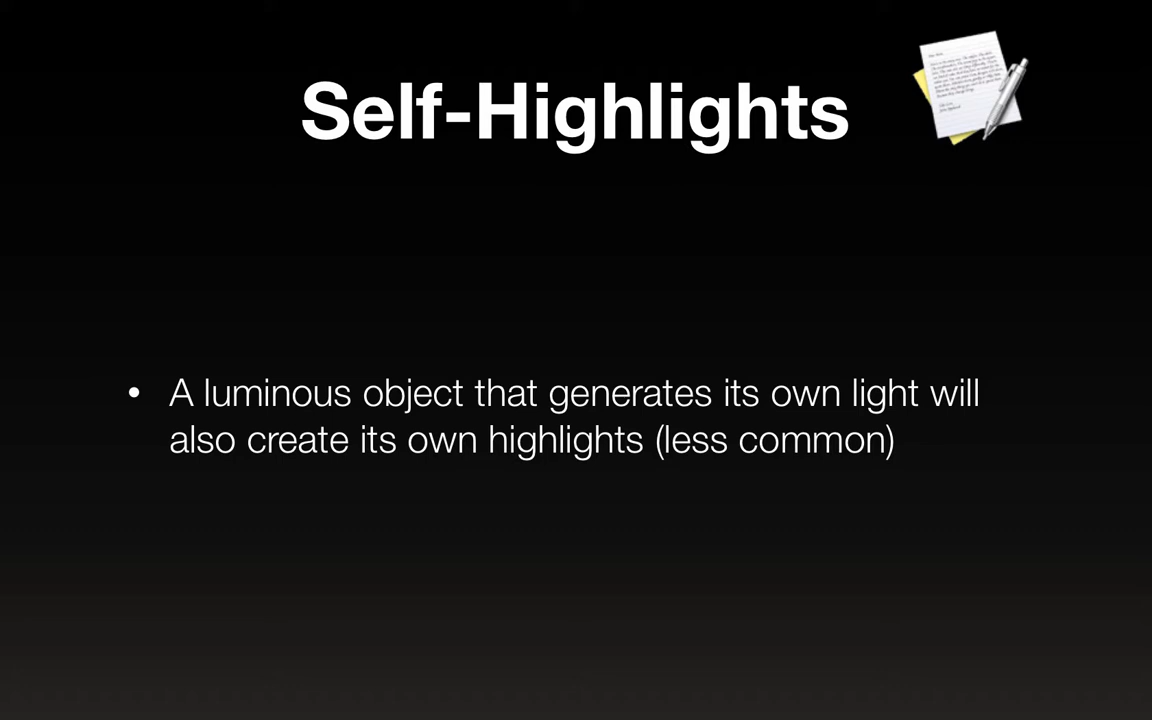 Self-Highlights
• A luminous object that generates its own light will
also create its own highlights (less common)